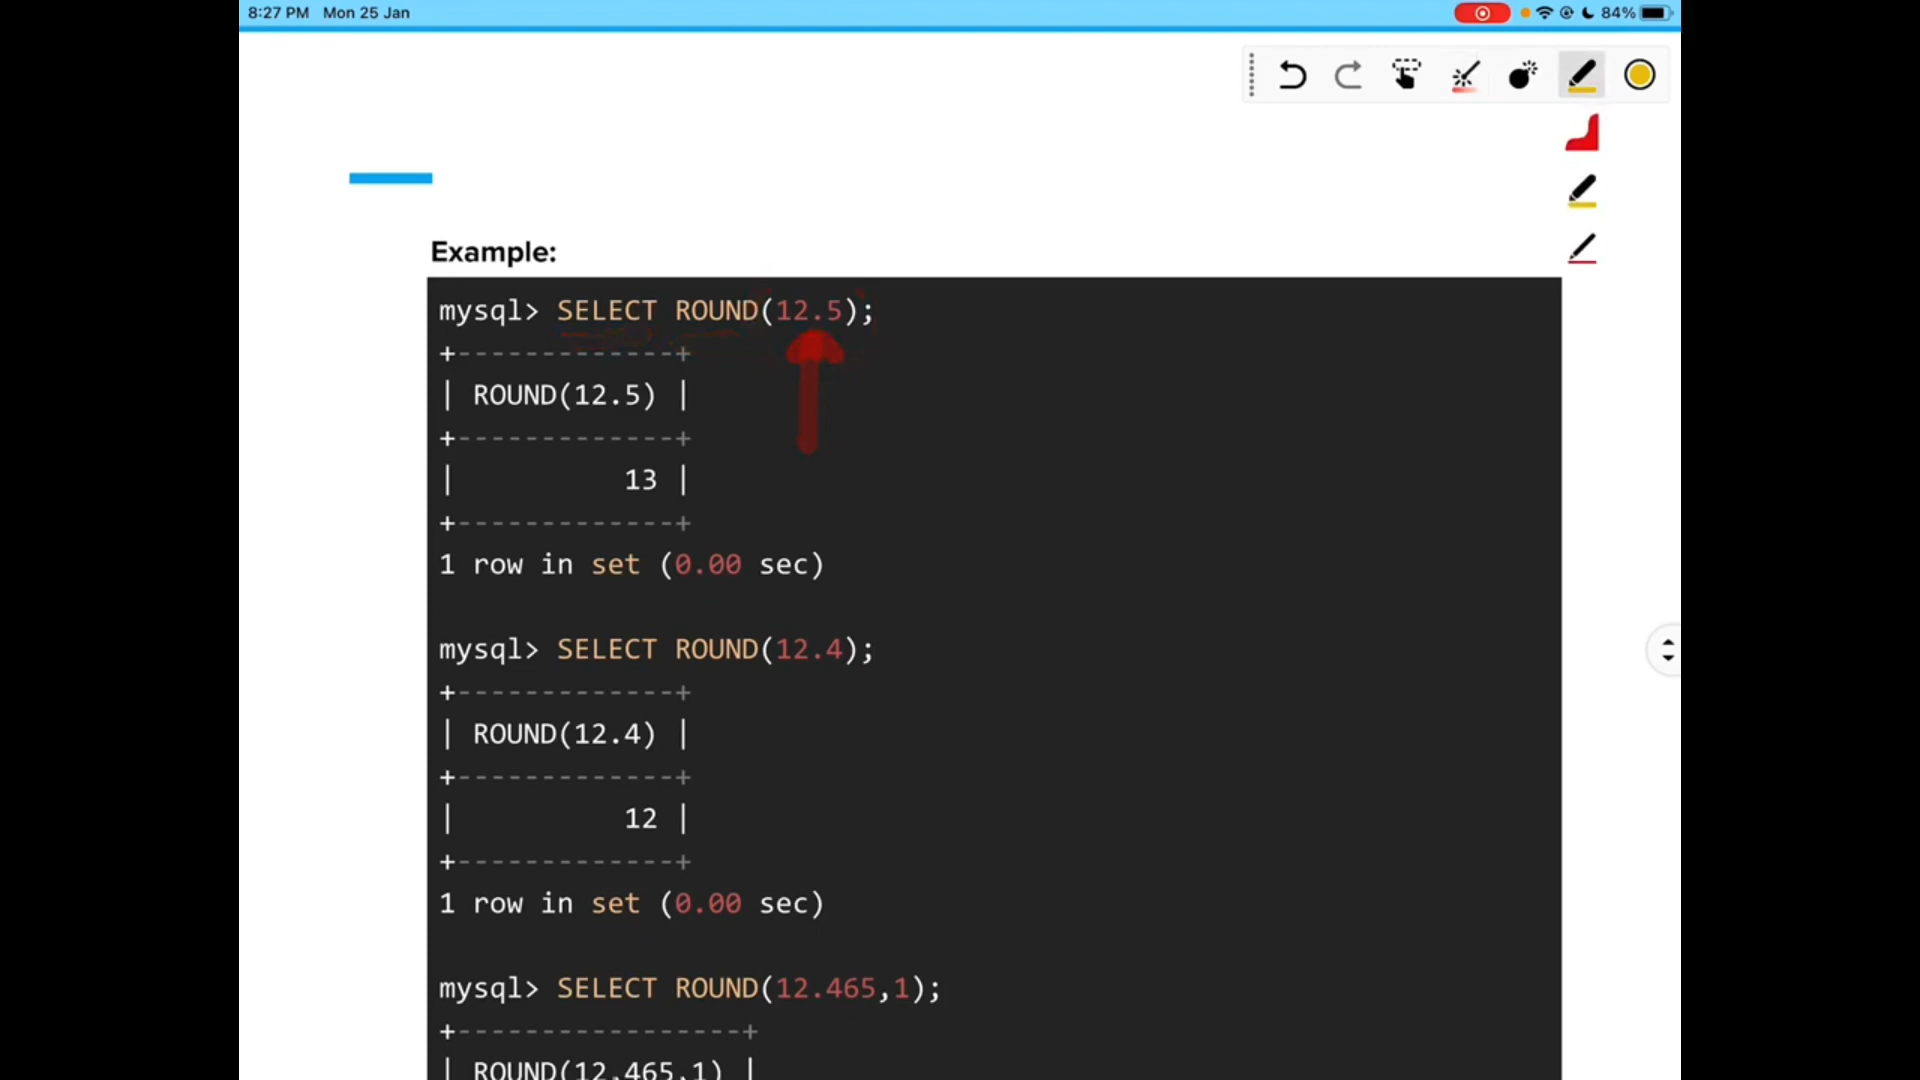 8:27 PM Mon 25 Jan 84%
Example:
mysql> SELECT ROUND(12.5);
+-------------+
| ROUND(12.5) |
+-------------+
|          13 |
+-------------+
1 row in set (0.00 sec)
mysql> SELECT ROUND(12.4);
+-------------+
| ROUND(12.4) |
+-------------+
|          12 |
+-------------+
1 row in set (0.00 sec)
mysql> SELECT ROUND(12.465,1);
+-----------------+
| ROUND(12.465,1) |